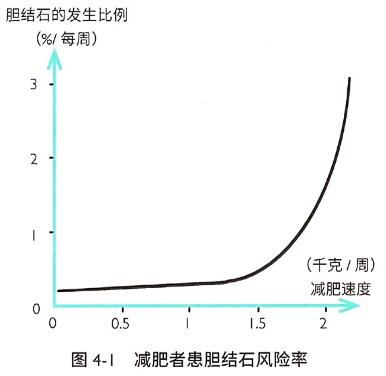 胆结石的发生比例
（%/ 每周）
3
2
1
0
0
0.5
1
1.5
2
（千克 / 周）
减肥速度
图 4-1 减肥者患胆结石风险率